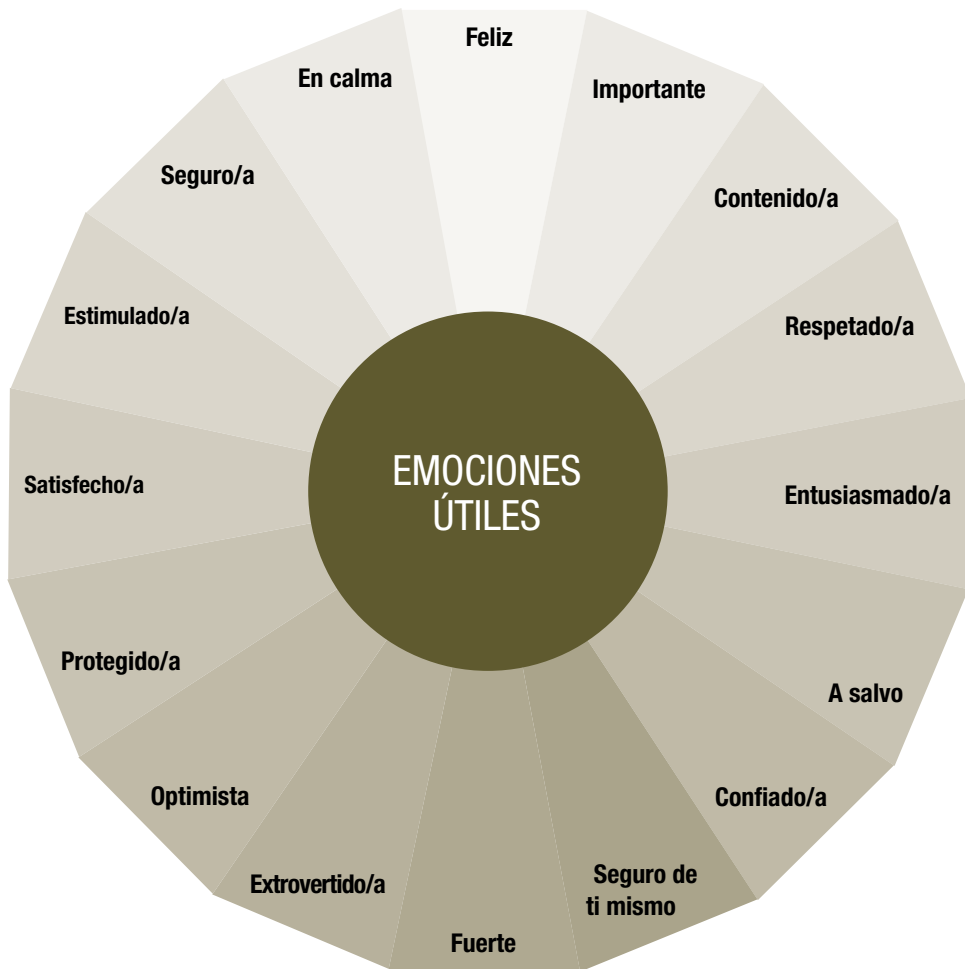 Feliz
Importante
Contenido/a
Respetado/a
Entusiasmado/a
A salvo
Confiado/a
Seguro de
ti mismo
Fuerte
Extrovertido/a
Optimista
Protegido/a
Satisfecho/a
Estimulado/a
Seguro/a
En calma
EMOCIONES
ÚTILES